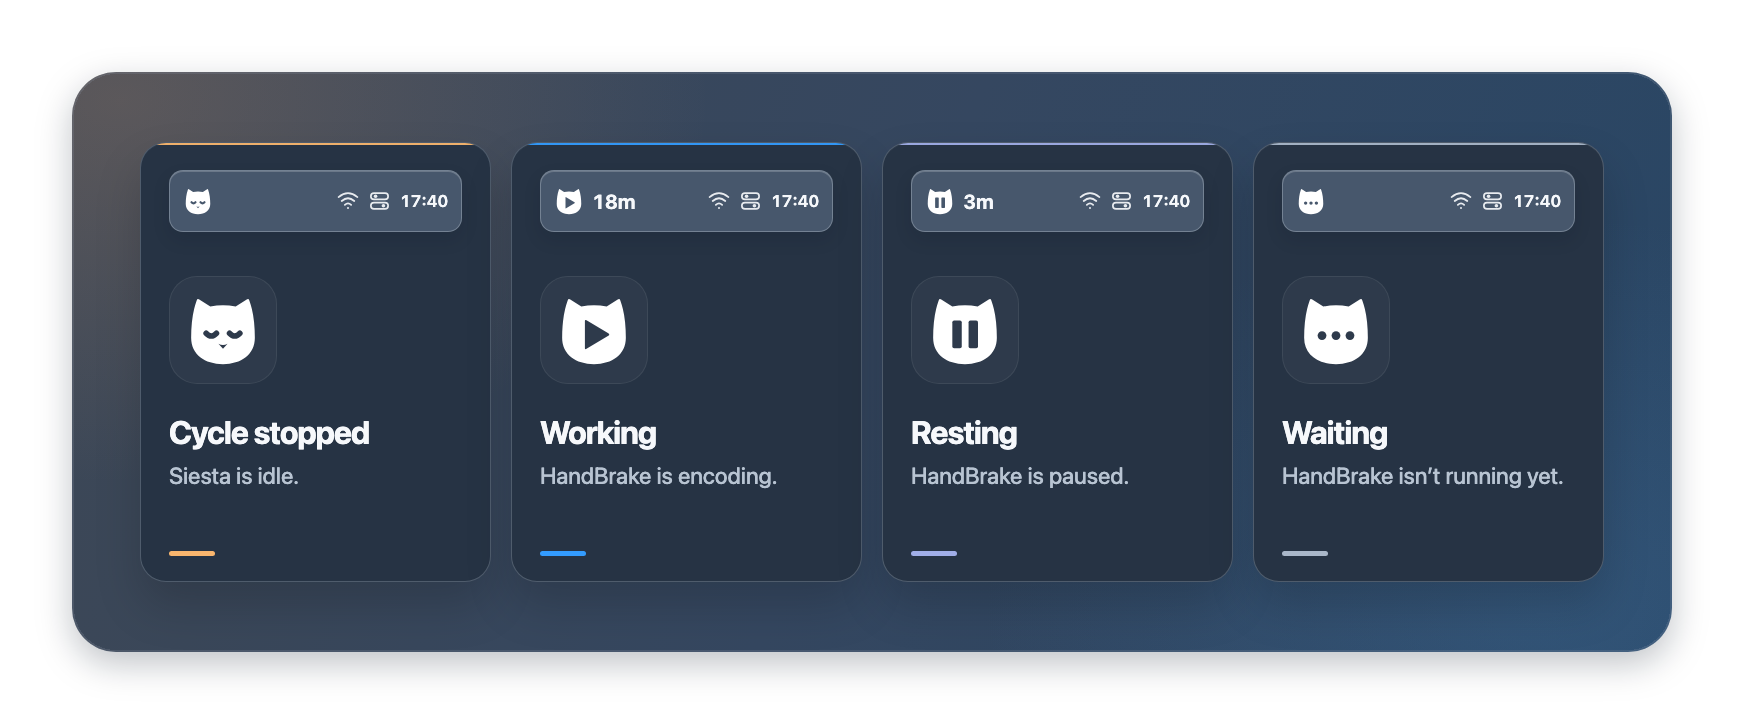 17:40
Cycle stopped
Siesta is idle.
18m 17:40
Working
HandBrake is encoding.
3m 17:40
Resting
HandBrake is paused.
17:40
Waiting
HandBrake isn’t running yet.